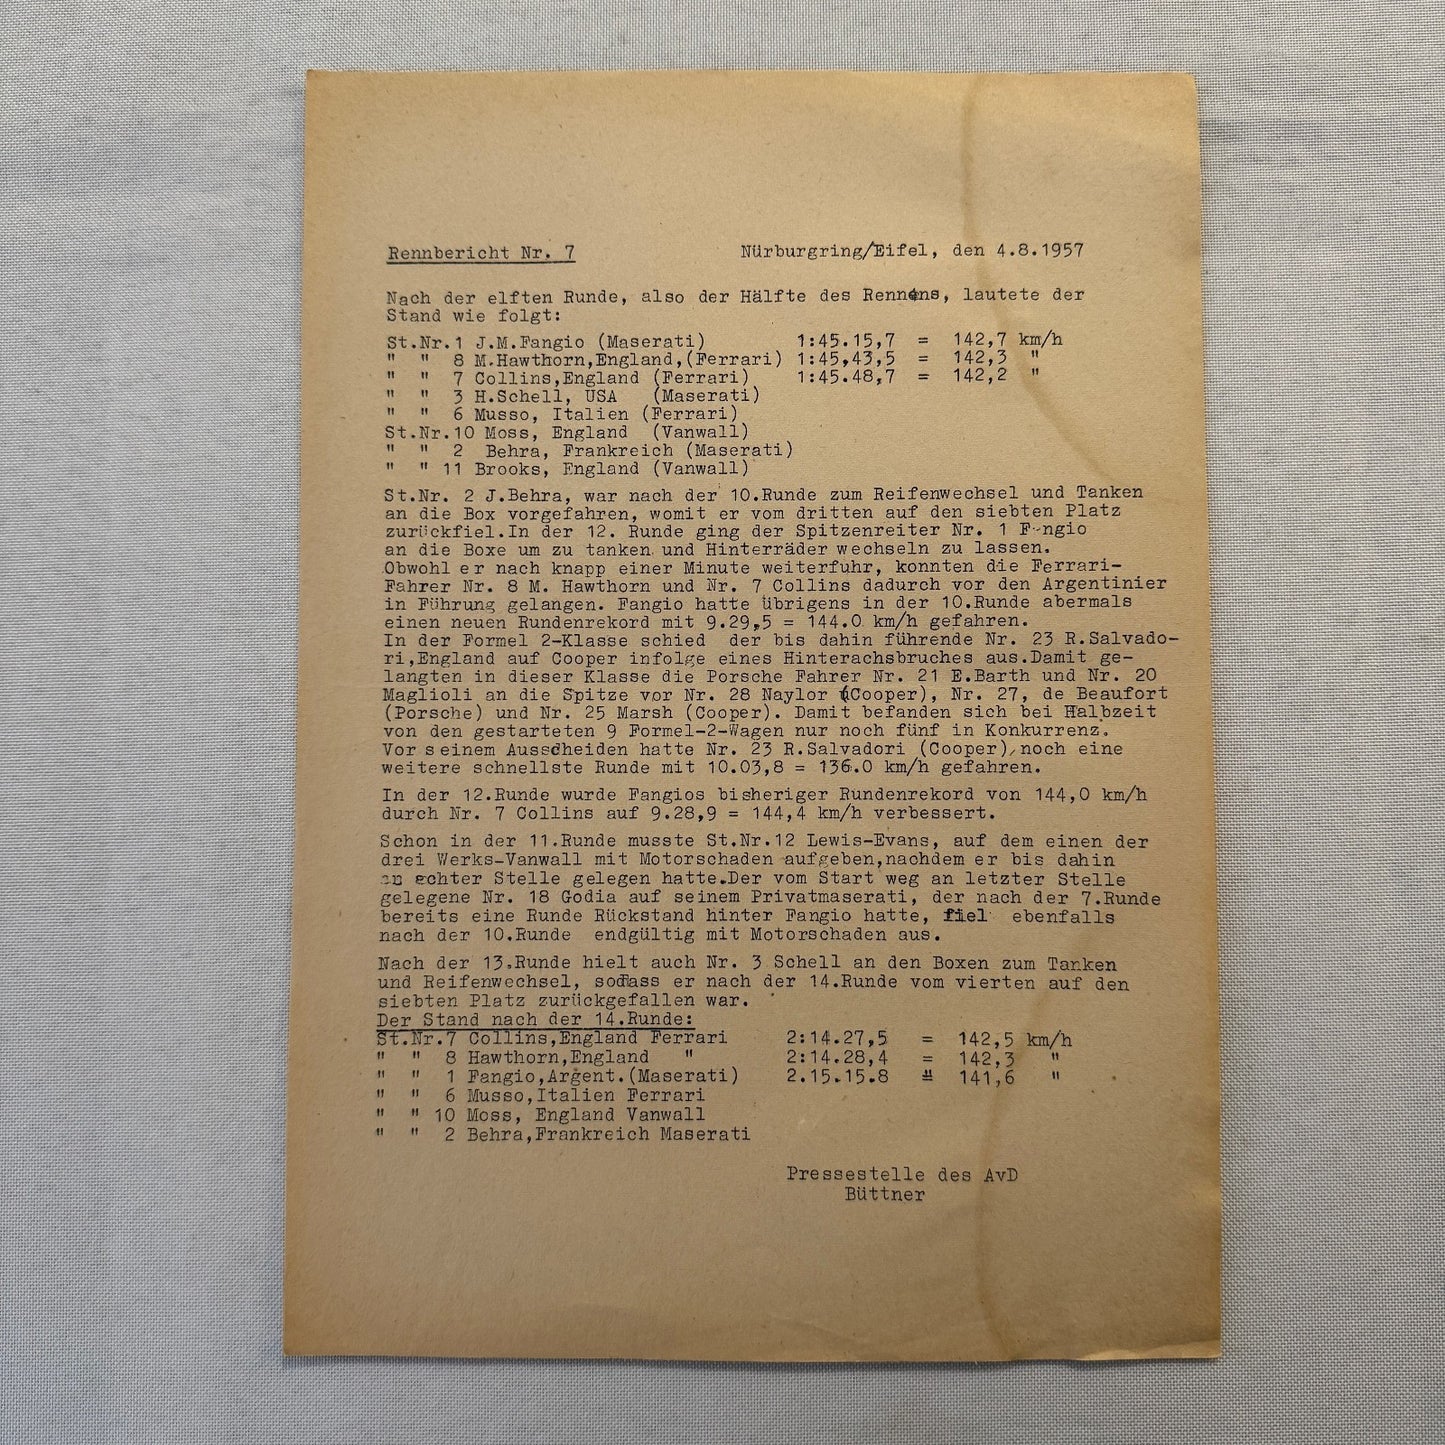 Rennbericht Nr. 7 Nürburgring/Eifel, den 4.8.1957
Nach der elften Runde, also der Hälfte des Rennens, lautete der
Stand wie folgt:
St.Nr.1 J.M.Fangio (Maserati) 1:45.15,7 = 142,7 km/h
" " 8 M.Hawthorn,England,(Ferrari) 1:45,43,5 = 142,3 "
" " 7 Collins,England (Ferrari) 1:45.48,7 = 142,2 "
" " 3 H.Schell, USA (Maserati)
" " 6 Musso, Italien (Ferrari)
St.Nr.10 Moss, England (Vanwall)
" " 2 Behra, Frankreich (Maserati)
" " 11 Brooks, England (Vanwall)
St.Nr. 2 J.Behra, war nach der 10.Runde zum Reifenwechsel und Tanken
an die Box vorgefahren, womit er vom dritten auf den siebten Platz
zurückfiel.In der 12. Runde ging der Spitzenreiter Nr. 1 Fangio
an die Boxe um zu tanken und Hinterräder wechseln zu lassen.
Obwohl er nach knapp einer Minute weiterfuhr, konnten die Ferrari-
Fahrer Nr. 8 M. Hawthorn und Nr. 7 Collins dadurch vor den Argentinier
in Führung gelangen. Fangio hatte übrigens in der 10.Runde abermals
einen neuen Rundenrekord mit 9.29,5 = 144.0 km/h gefahren.
In der Formel 2-Klasse schied der bis dahin führende Nr. 23 R.Salvado-
ri,England auf Cooper infolge eines Hinterachsbruches aus.Damit ge-
langten in dieser Klasse die Porsche Fahrer Nr. 21 E.Barth und Nr. 20
Maglioli an die Spitze vor Nr. 28 Naylor (Cooper), Nr. 27, de Beaufort
(Porsche) und Nr. 25 Marsh (Cooper). Damit befanden sich bei Halbzeit
von den gestarteten 9 Formel-2-Wagen nur noch fünf in Konkurrenz.
Vor seinem Ausscheiden hatte Nr. 23 R.Salvadori (Cooper) noch eine
weitere schnellste Runde mit 10.03,8 = 136.0 km/h gefahren.
In der 12.Runde wurde Fangios bisheriger Rundenrekord von 144,0 km/h
durch Nr. 7 Collins auf 9.28,9 = 144,4 km/h verbessert.
Schon in der 11.Runde musste St.Nr.12 Lewis-Evans, auf dem einen der
drei Werks-Vanwall mit Motorschaden aufgeben,nachdem er bis dahin
an achter Stelle gelegen hatte.Der vom Start weg an letzter Stelle
gelegene Nr. 18 Godia auf seinem Privatmaserati, der nach der 7.Runde
bereits eine Runde Rückstand hinter Fangio hatte, fiel ebenfalls
nach der 10.Runde endgültig mit Motorschaden aus.
Nach der 13.Runde hielt auch Nr. 3 Schell an den Boxen zum Tanken
und Reifenwechsel, sodass er nach der 14.Runde vom vierten auf den
siebten Platz zurückgefallen war.
Der Stand nach der 14.Runde:
St.Nr.7 Collins,England Ferrari 2:14.27,5 = 142,5 km/h
" " 8 Hawthorn,England " 2:14.28,4 = 142,3 "
" " 1 Fangio,Argent.(Maserati) 2.15.15.8 = 141,6 "
" " 6 Musso,Italien Ferrari
" " 10 Moss, England Vanwall
" " 2 Behra,Frankreich Maserati
Pressestelle des AvD
Büttner